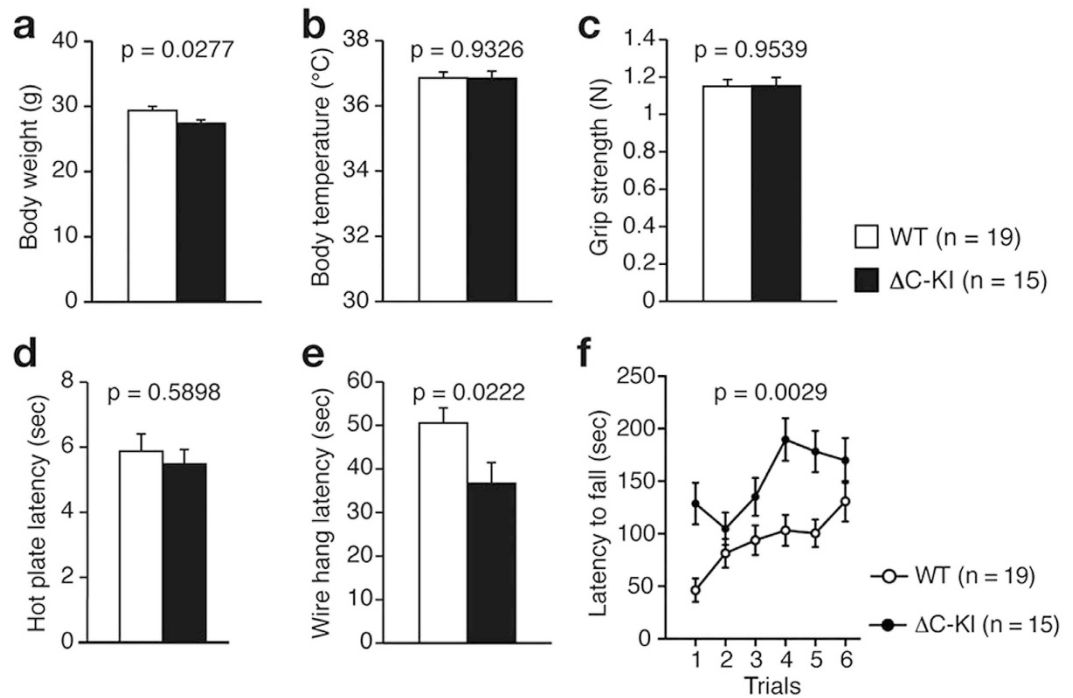 a
p = 0.0277
Body weight (g)
40
30
20
10
0
b
p = 0.9326
Body temperature (°C)
38
36
34
32
30
c
p = 0.9539
Grip strength (N)
1.4
1.2
1
0.8
0.6
0.4
0.2
0
WT (n = 19)
ΔC-KI (n = 15)
d
p = 0.5898
Hot plate latency (sec)
8
6
4
2
0
e
p = 0.0222
Wire hang latency (sec)
60
50
40
30
20
10
0
f
p = 0.0029
Latency to fall (sec)
250
200
150
100
50
0
1 2 3 4 5 6
Trials
WT (n = 19)
ΔC-KI (n = 15)